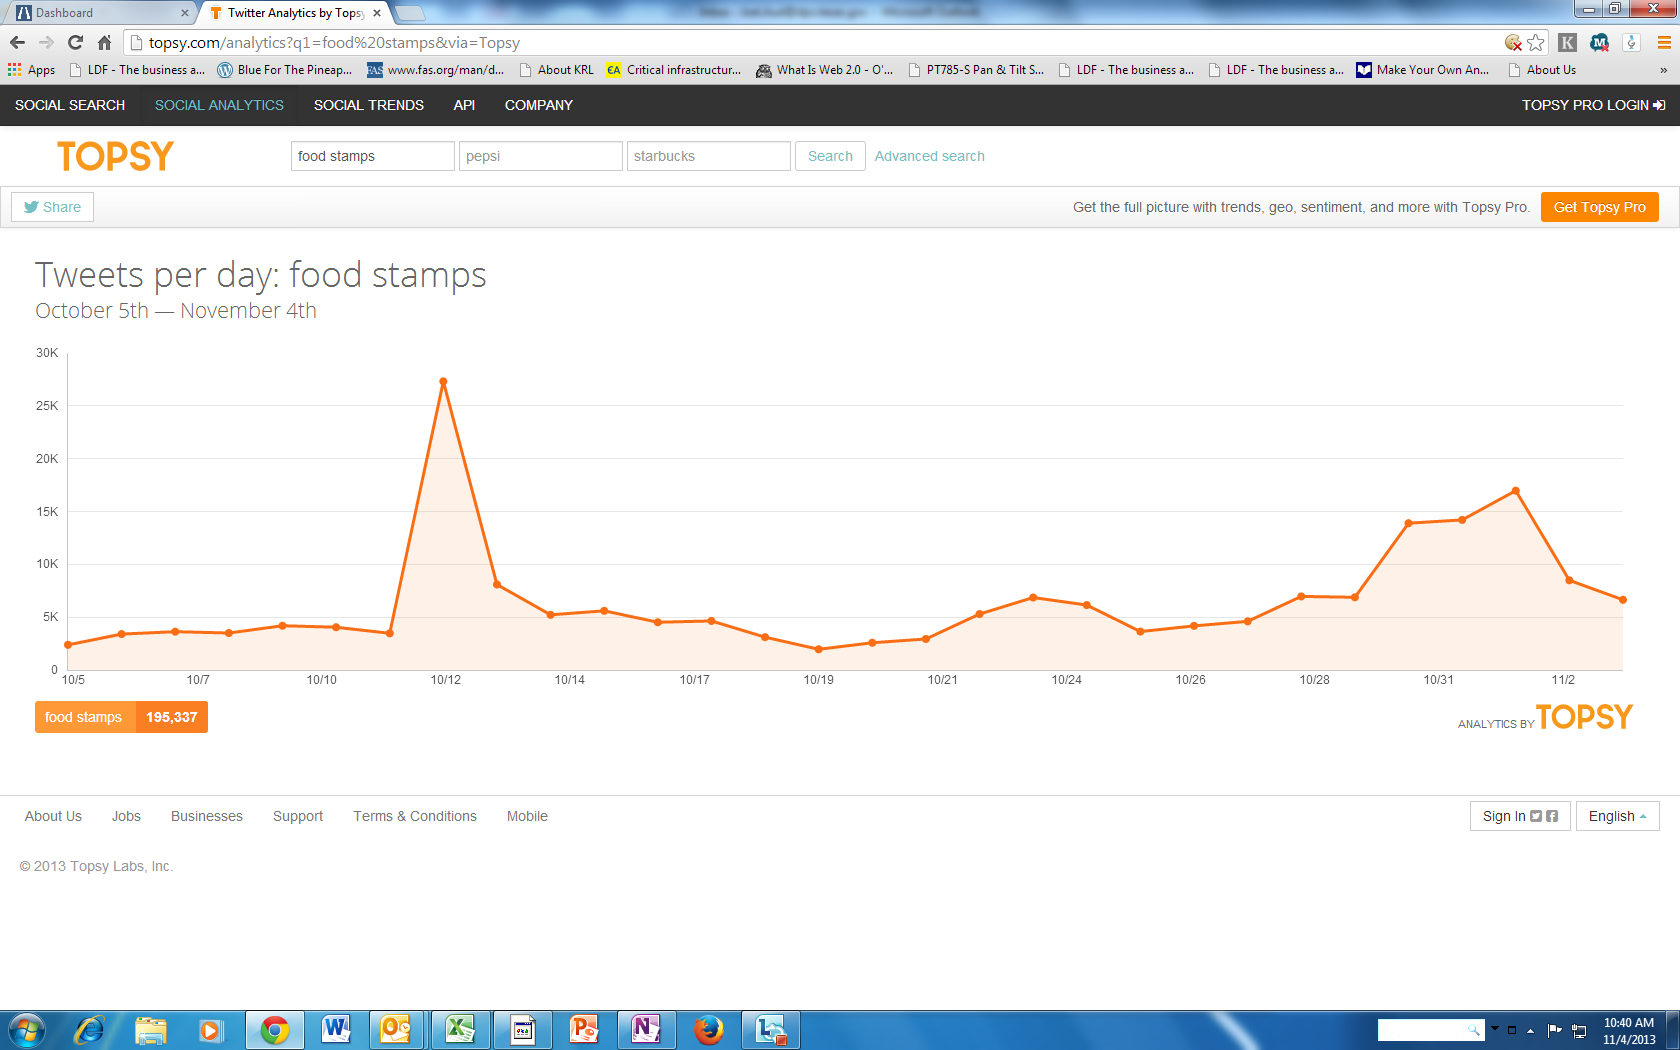 Dashboard
Twitter Analytics by Tops
topsy.com/analytics?q1=food%20stamps&via=Topsy
Apps LDF - The business a... Blue For The Pineap... FAS www.fas.org/man/d... About KRL EA Critical infrastructur... What Is Web 2.0 - O'... PT785-S Pan & Tilt S... LDF - The business a... LDF - The business a... Make Your Own An... About Us »
SOCIAL SEARCH SOCIAL ANALYTICS SOCIAL TRENDS API COMPANY TOPSY PRO LOGIN
TOPSY food stamps pepsi starbucks Search Advanced search
Share Get the full picture with trends, geo, sentiment, and more with Topsy Pro. Get Topsy Pro
Tweets per day: food stamps
October 5th — November 4th
30K
25K
20K
15K
10K
5K
0
10/5 10/7 10/10 10/12 10/14 10/17 10/19 10/21 10/24 10/26 10/28 10/31 11/2
food stamps 195,337
ANALYTICS BY TOPSY
About Us Jobs Businesses Support Terms & Conditions Mobile Sign In English
© 2013 Topsy Labs, Inc.
10:40 AM
11/4/2013